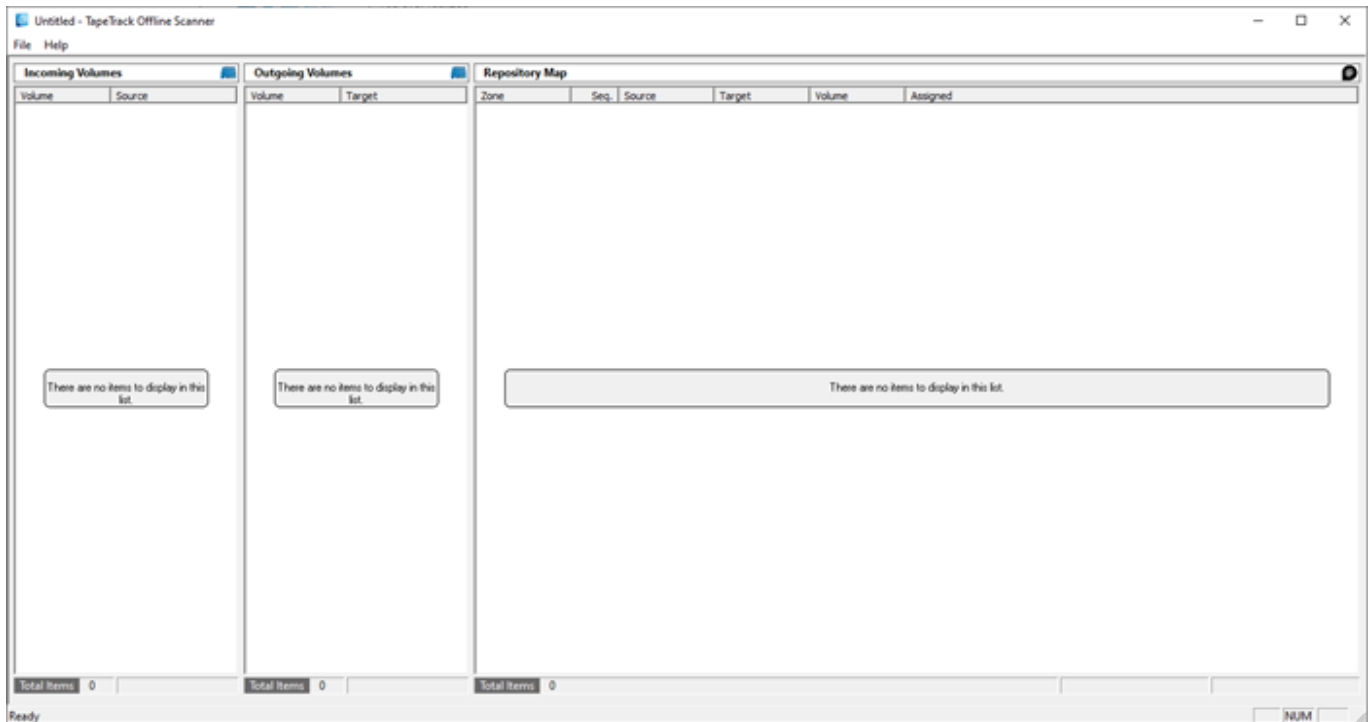 Untitled - TapeTrack Offline Scanner
File Help
Incoming Volumes
Outgoing Volumes
Repository Map
Volume Source
Volume Target
Zone Seq. Source Target Volume Assigned
There are no items to display in this
list.
There are no items to display in this
list.
There are no items to display in this list.
Total Items 0
Total Items 0
Total Items 0
Ready
NUM